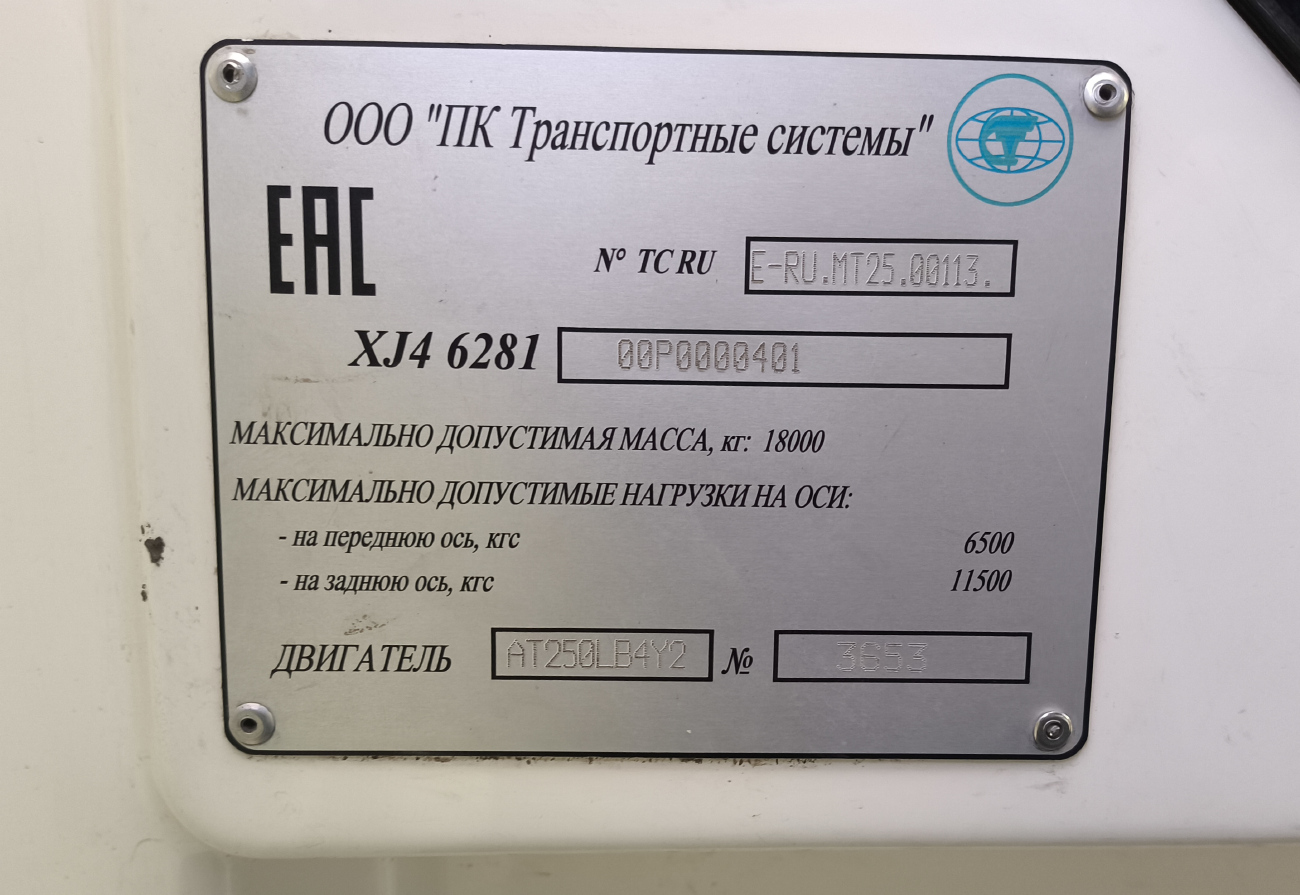 ООО "ПК Транспортные системы"
ЕАС
N° TC RU E-RU.MT25.00113.
XJ4 6281 00P0000401
МАКСИМАЛЬНО ДОПУСТИМАЯ МАССА, кг: 18000
МАКСИМАЛЬНО ДОПУСТИМЫЕ НАГРУЗКИ НА ОСИ:
- на переднюю ось, кгс 6500
- на заднюю ось, кгс 11500
ДВИГАТЕЛЬ AT250LB4Y2 № 3653